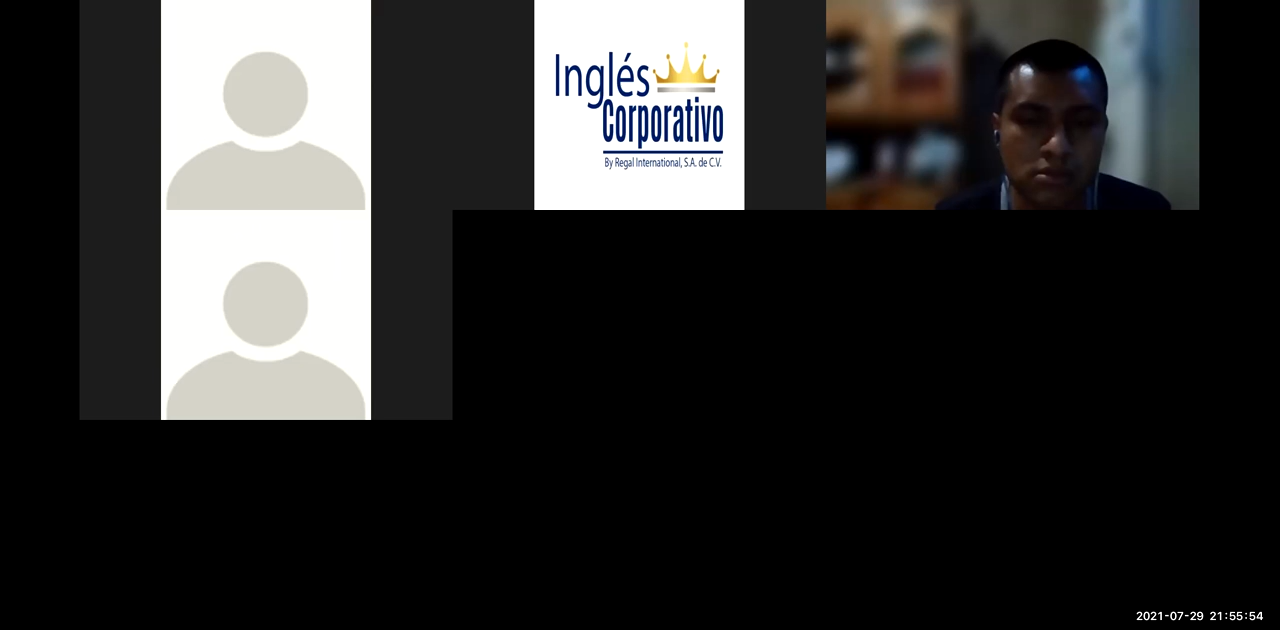 Inglés
Corporativo
By Regal International, S.A. de C.V.
2021-07-29 21:55:54